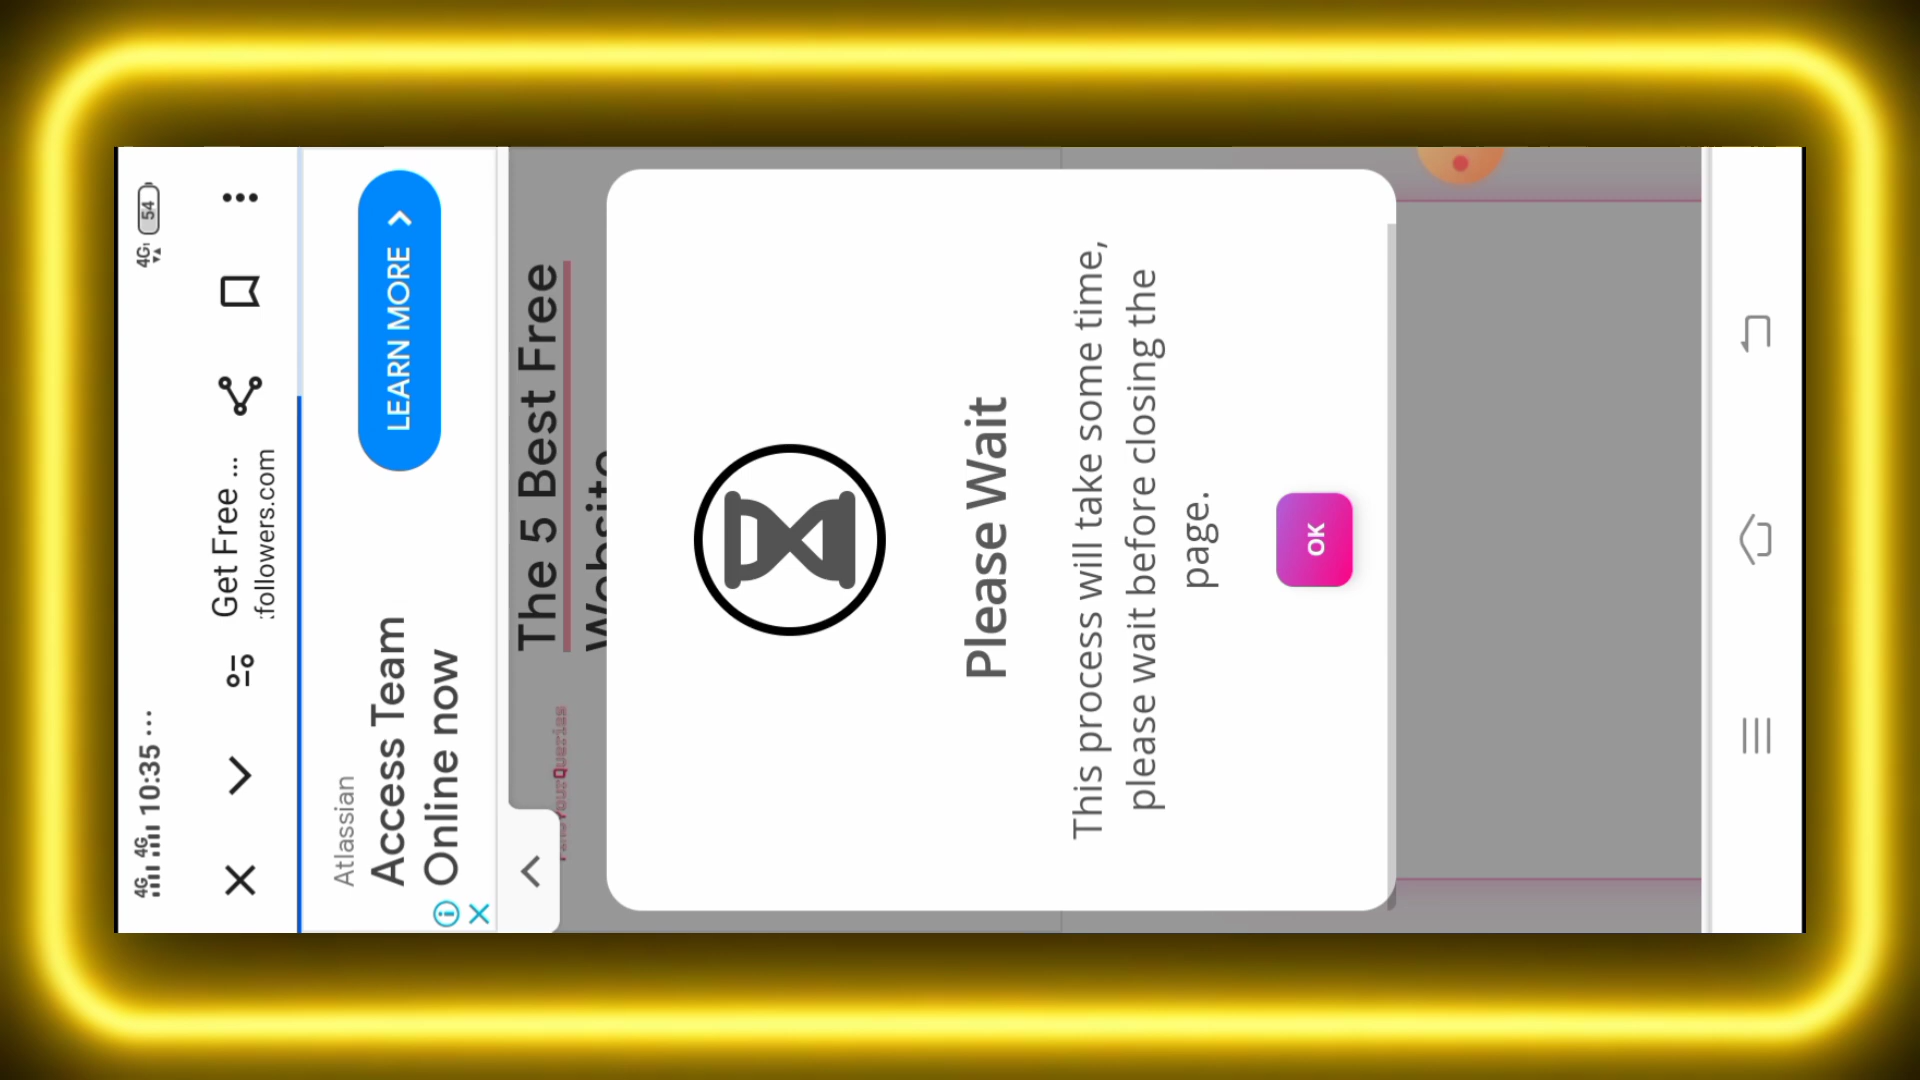 4G 4G 10:35 ...
4G 54
Get Free ...
followers.com
Atlassian
Access Team
Online now
LEARN MORE
The 5 Best Free
Website
Please Wait
This process will take some time,
please wait before closing the
page.
OK